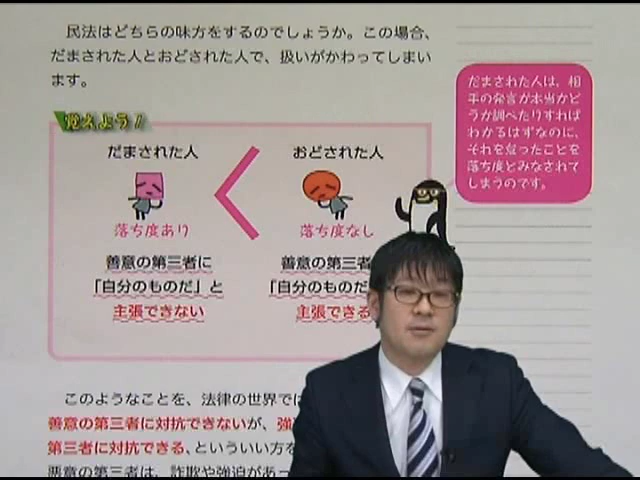 民法はどちらの味方をするのでしょうか。この場合、
だまされた人とおどされた人で、扱いがかわってしまい
ます。
覚えよう!
だまされた人
落ち度あり
善意の第三者に
「自分のものだ」と
主張できない
おどされた人
落ち度なし
善意の第三者
「自分のものだ
主張できる
だまされた人は、相
手の発言が本当かど
うか調べたりすれば
わかるはずなのに、
それを怠ったことを
落ち度とみなされて
しまうのです。
このようなことを、法律の世界では
善意の第三者に対抗できないが、強
第三者に対抗できる、といういい方を
悪意の第三者は、詐欺や強迫があっ